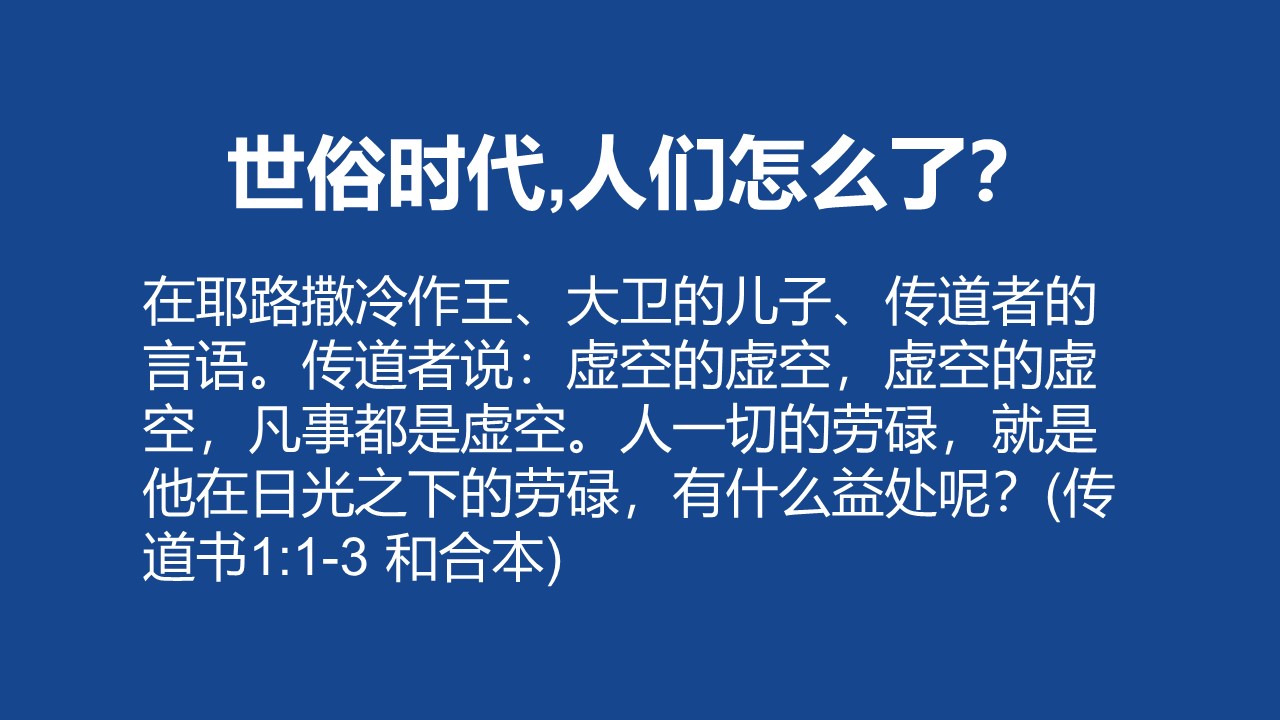 世俗时代,人们怎么了?
在耶路撒冷作王、大卫的儿子、传道者的
言语。传道者说：虚空的虚空，虚空的虚
空，凡事都是虚空。人一切的劳碌，就是
他在日光之下的劳碌，有什么益处呢？(传
道书1:1-3 和合本)